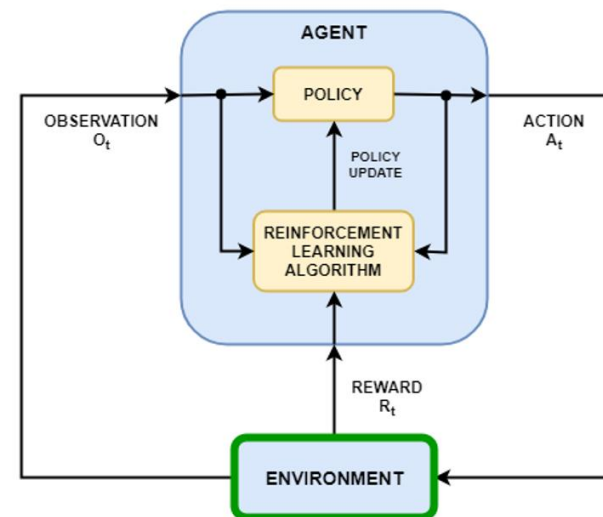 AGENT
POLICY
OBSERVATION
Oₜ
ACTION
Aₜ
POLICY
UPDATE
REINFORCEMENT
LEARNING
ALGORITHM
REWARD
Rₜ
ENVIRONMENT